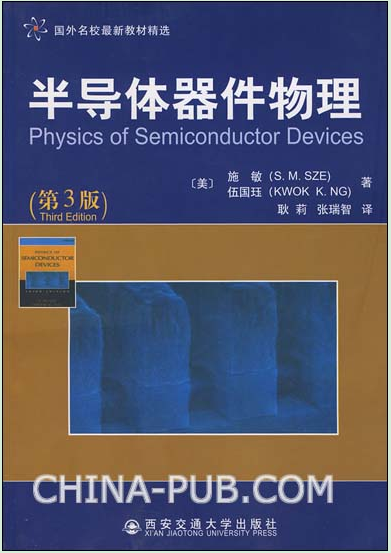 国外名校最新教材精选
半导体器件物理
Physics of Semiconductor Devices
〔美〕 施 敏 (S. M. SZE) 著
伍国珏 (KWOK K. NG)
耿 莉 张瑞智 译
(第3版)
Third Edition
PHYSICS OF
SEMICONDUCTOR
DEVICES
CHINA-PUB.COM
西安交通大学出版社
XI'AN JIAOTONG UNIVERSITY PRESS